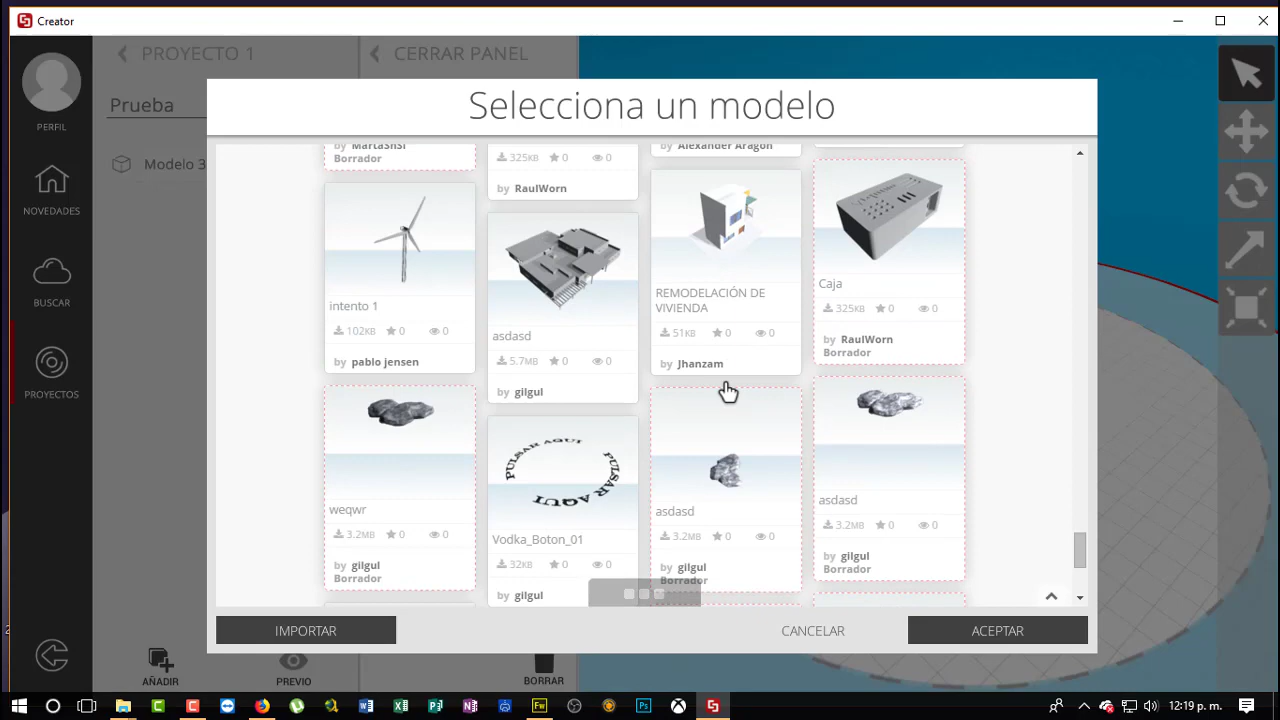 Creator
PERFIL
NOVEDADES
BUSCAR
PROYECTOS
PROYECTO 1
CERRAR PANEL
Prueba
Modelo 3
Selecciona un modelo
MartaSnSl
Borrador
325KB 0 0
by RaulWorn
Alexander Aragon
intento 1
102KB 0 0
by pablo jensen
asdasd
5.7MB 0 0
by gilgul
REMODELACIÓN DE
VIVIENDA
51KB 0 0
by Jhanzam
Caja
325KB 0 0
by RaulWorn
Borrador
weqwr
3.2MB 0 0
by gilgul
Borrador
PULSAR AQUI PULSAR AQUI
Vodka_Boton_01
32KB 0 0
by gilgul
asdasd
3.2MB 0 0
by gilgul
Borrador
asdasd
3.2MB 0 0
by gilgul
Borrador
IMPORTAR
CANCELAR
ACEPTAR
AÑADIR
PREVIO
BORRAR
12:19 p. m.